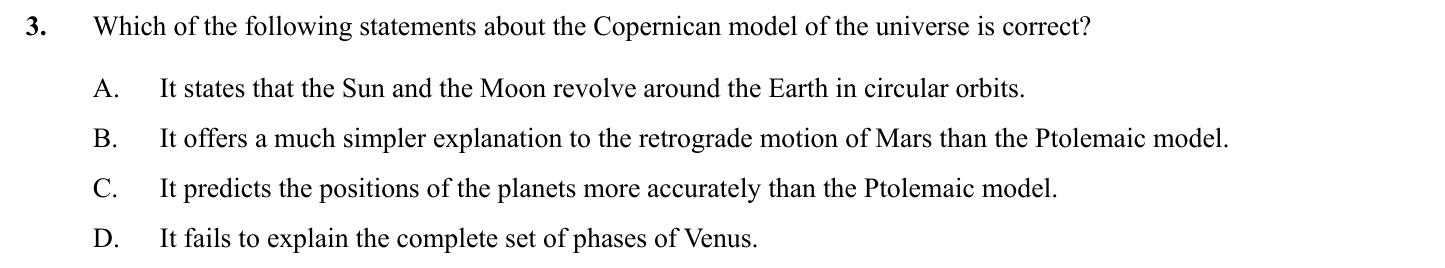 3. Which of the following statements about the Copernican model of the universe is correct?
A. It states that the Sun and the Moon revolve around the Earth in circular orbits.
B. It offers a much simpler explanation to the retrograde motion of Mars than the Ptolemaic model.
C. It predicts the positions of the planets more accurately than the Ptolemaic model.
D. It fails to explain the complete set of phases of Venus.